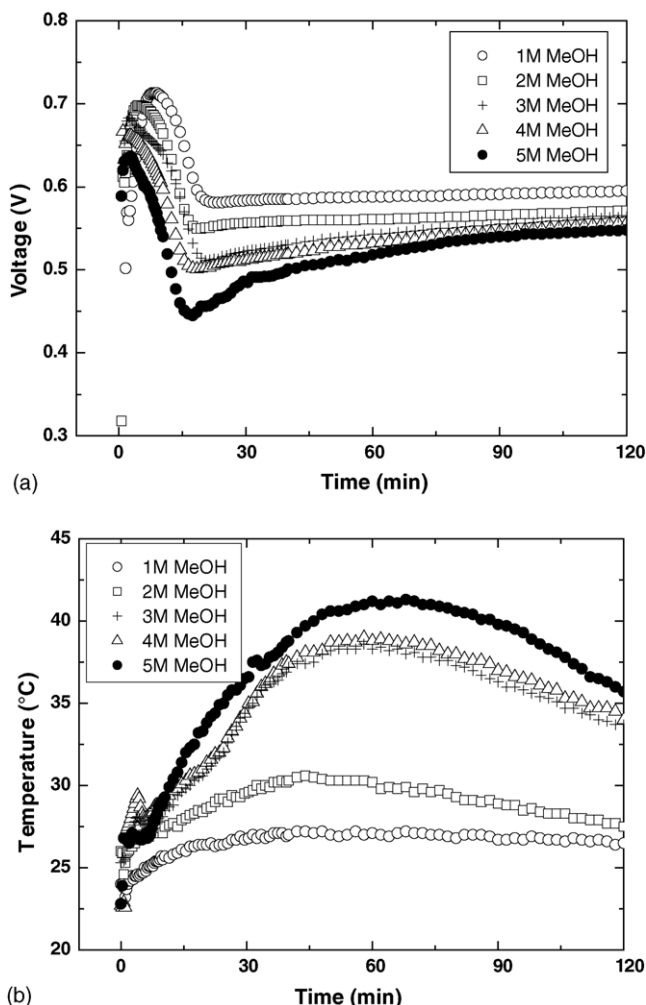 0.8
0.7
0.6
0.5
0.4
0.3
Voltage (V)
1M MeOH
2M MeOH
3M MeOH
4M MeOH
5M MeOH
0 30 60 90 120
Time (min)
(a)
45
40
35
30
25
20
Temperature (°C)
1M MeOH
2M MeOH
3M MeOH
4M MeOH
5M MeOH
0 30 60 90 120
Time (min)
(b)